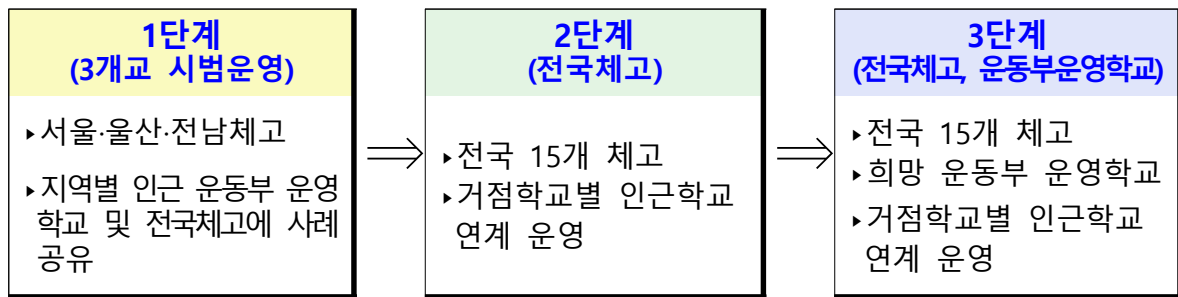 1단계
(3개교 시범운영)
▸서울·울산·전남체고
▸지역별 인근 운동부 운영
학교 및 전국체고에 사례
공유
⇒
2단계
(전국체고)
▸전국 15개 체고
▸거점학교별 인근학교
연계 운영
⇒
3단계
(전국체고, 운동부운영학교)
▸전국 15개 체고
▸희망 운동부 운영학교
▸거점학교별 인근학교
연계 운영